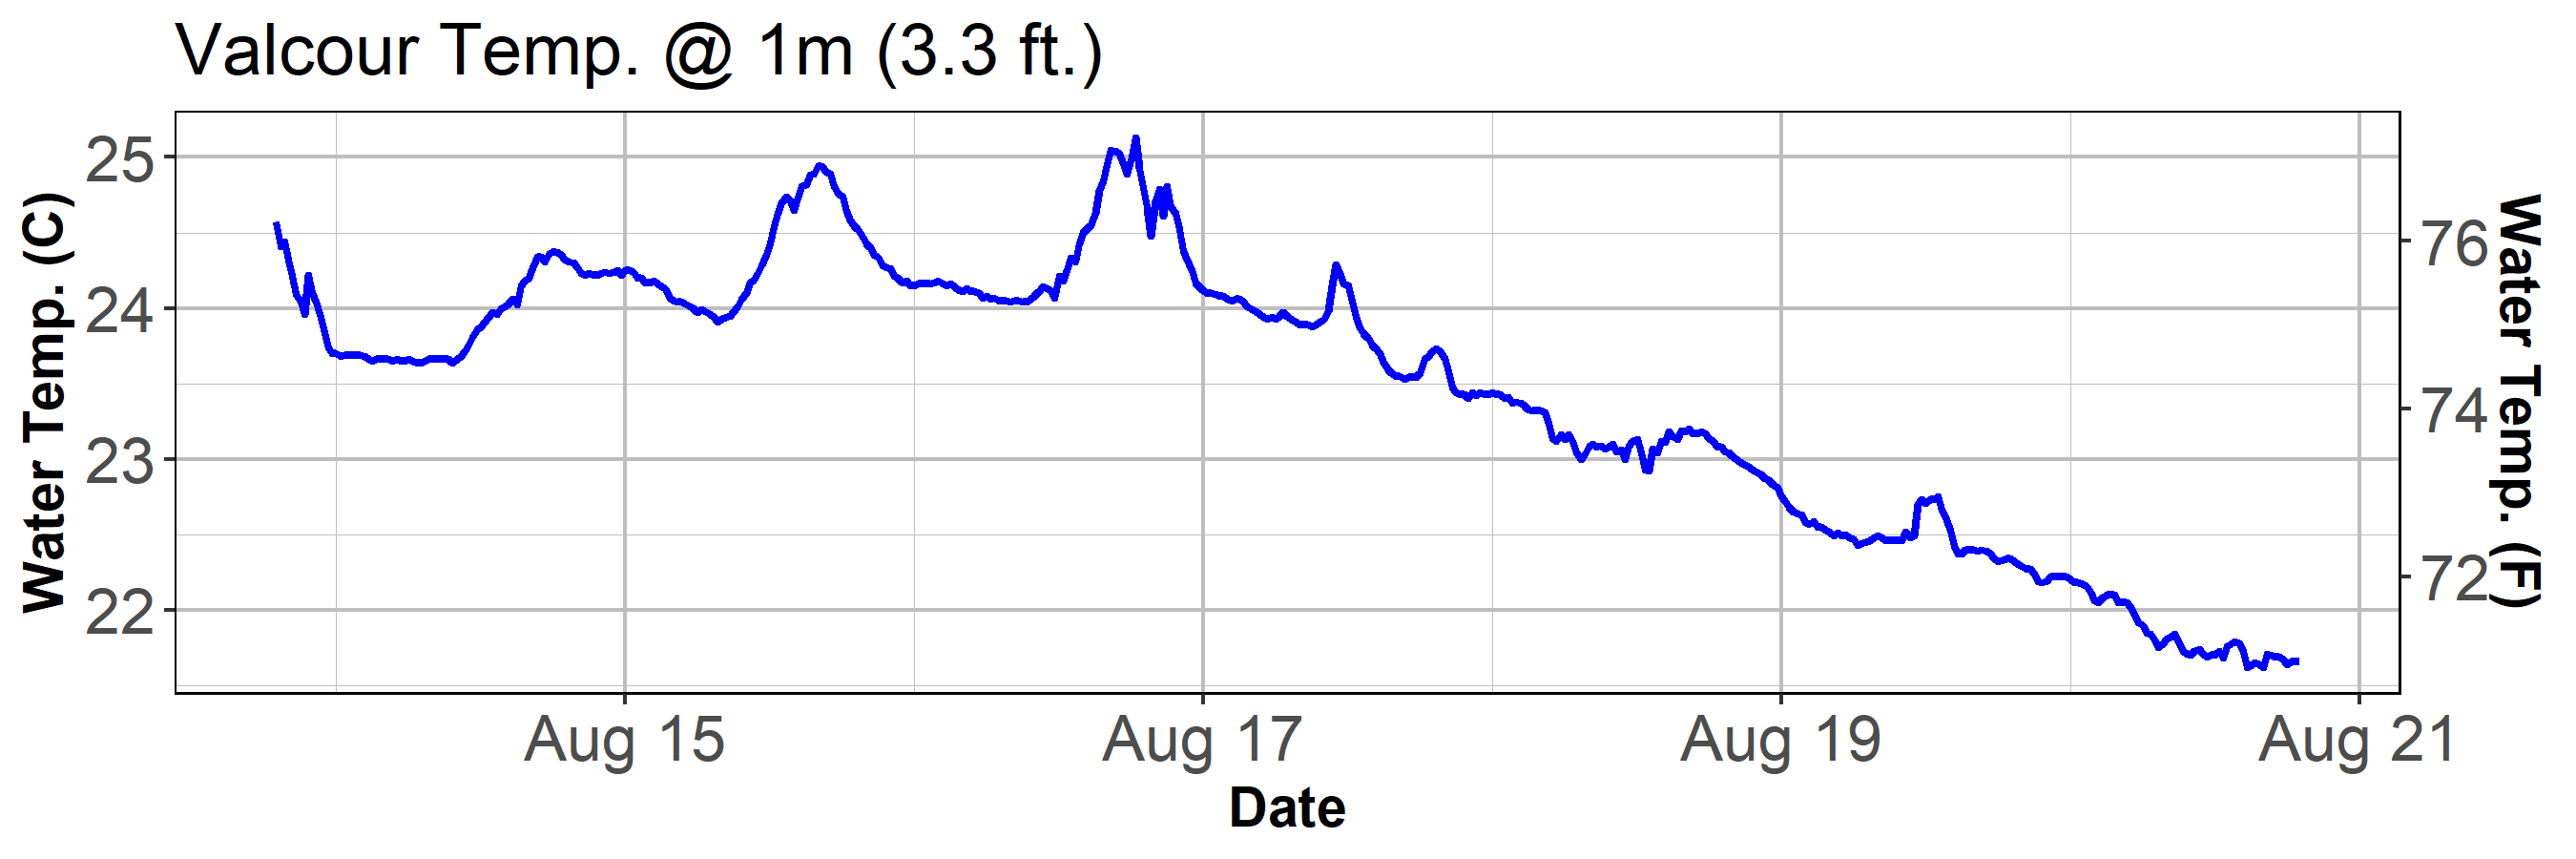 Valcour Temp. @ 1m (3.3 ft.)
Water Temp. (C)
25
24
23
22
76
74
72
Water Temp. (F)
Aug 15
Aug 17
Aug 19
Aug 21
Date